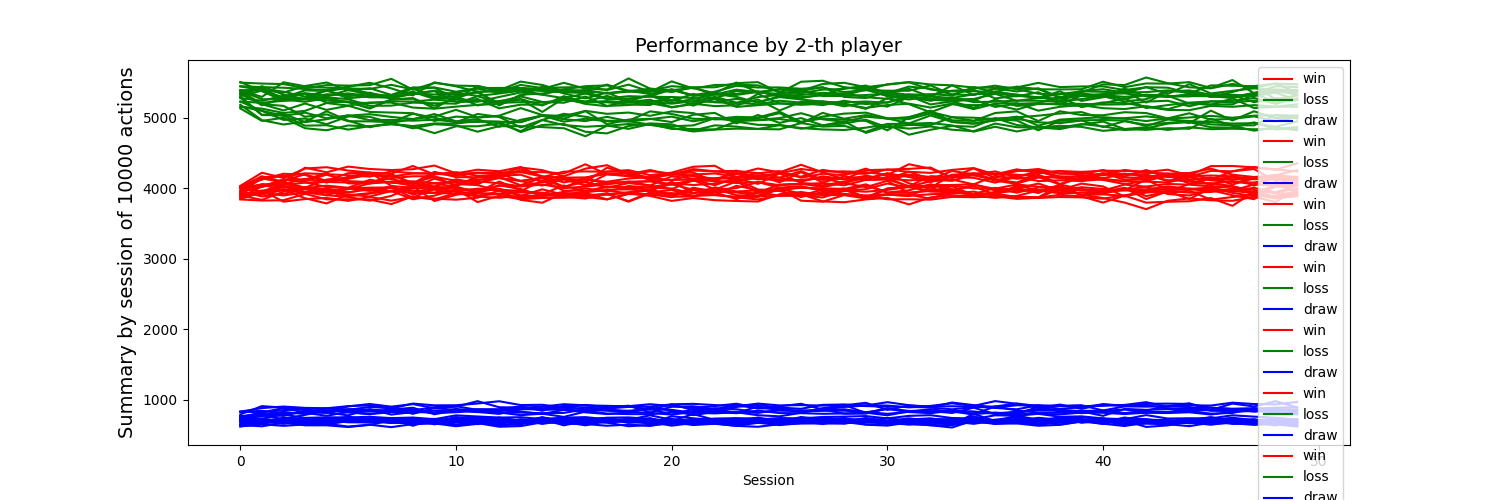 Performance by 2-th player
Summary by session of 10000 actions
5000
4000
3000
2000
1000
0
10
20
30
40
50
Session
win
loss
draw
win
loss
draw
win
loss
draw
win
loss
draw
win
loss
draw
win
loss
draw
win
loss
draw